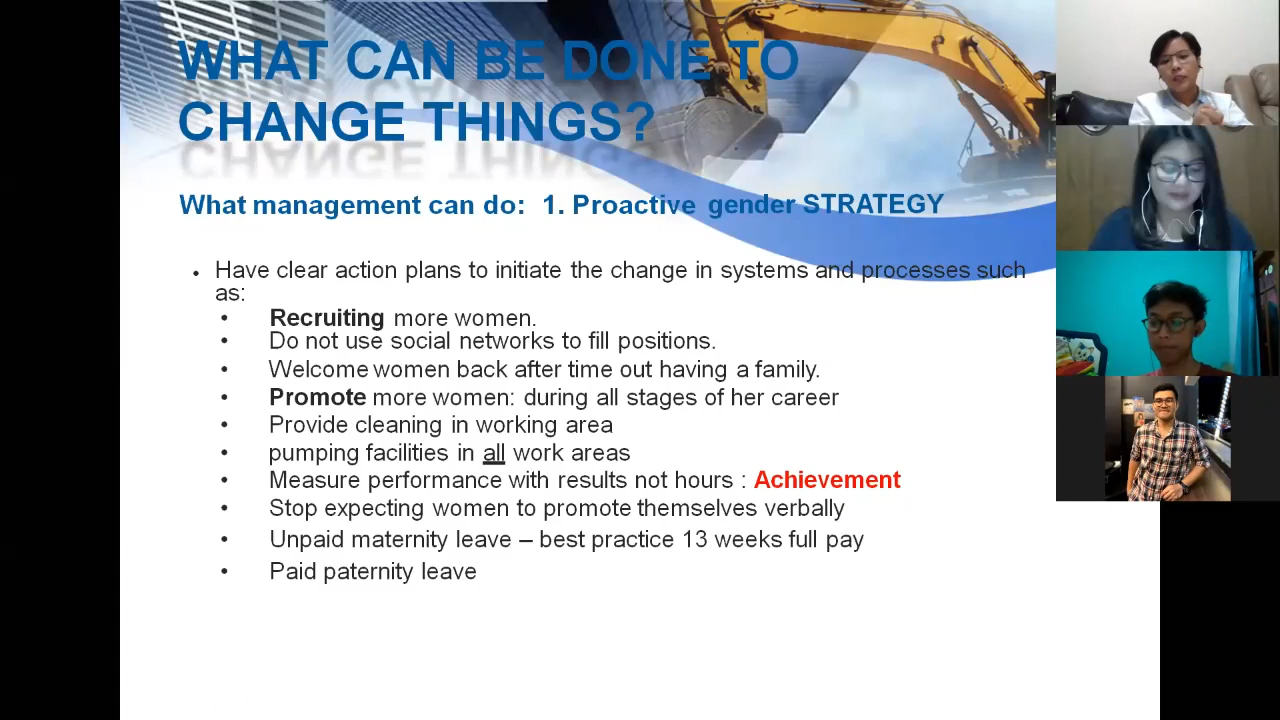 WHAT CAN BE DONE TO
CHANGE THINGS?
What management can do: 1. Proactive gender STRATEGY
• Have clear action plans to initiate the change in systems and processes such
as:
• Recruiting more women.
• Do not use social networks to fill positions.
• Welcome women back after time out having a family.
• Promote more women: during all stages of her career
• Provide cleaning in working area
• pumping facilities in all work areas
• Measure performance with results not hours : Achievement
• Stop expecting women to promote themselves verbally
• Unpaid maternity leave – best practice 13 weeks full pay
• Paid paternity leave